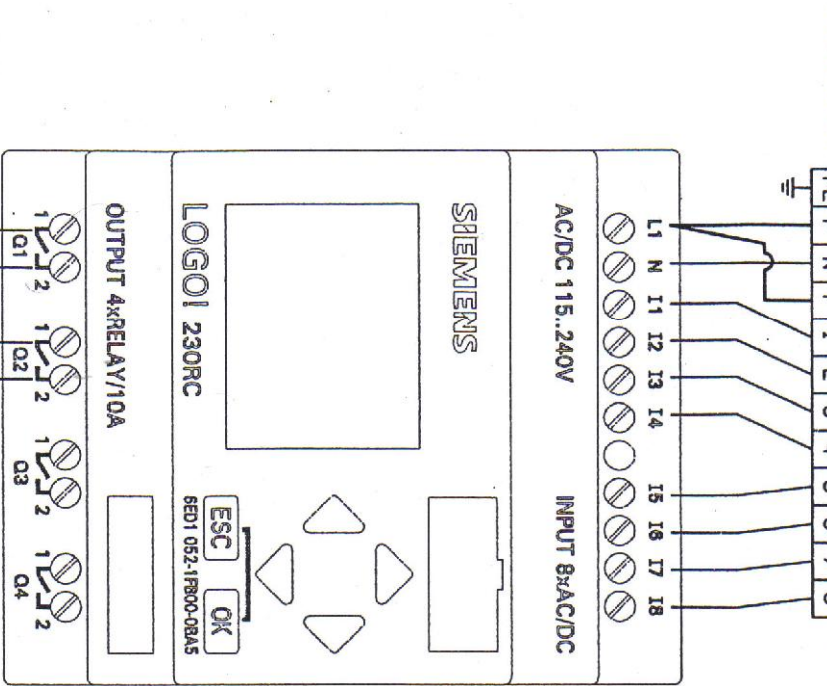 L1 N I1 I2 I3 I4 I5 I6 I7 I8
AC/DC 115..240V INPUT 8xAC/DC
SIEMENS
LOGO! 230RC
ESC OK
6ED1 052-1FB00-0BA5
OUTPUT 4xRELAY/10A
1 2 1 2 1 2 1 2
Q1 Q2 Q3 Q4